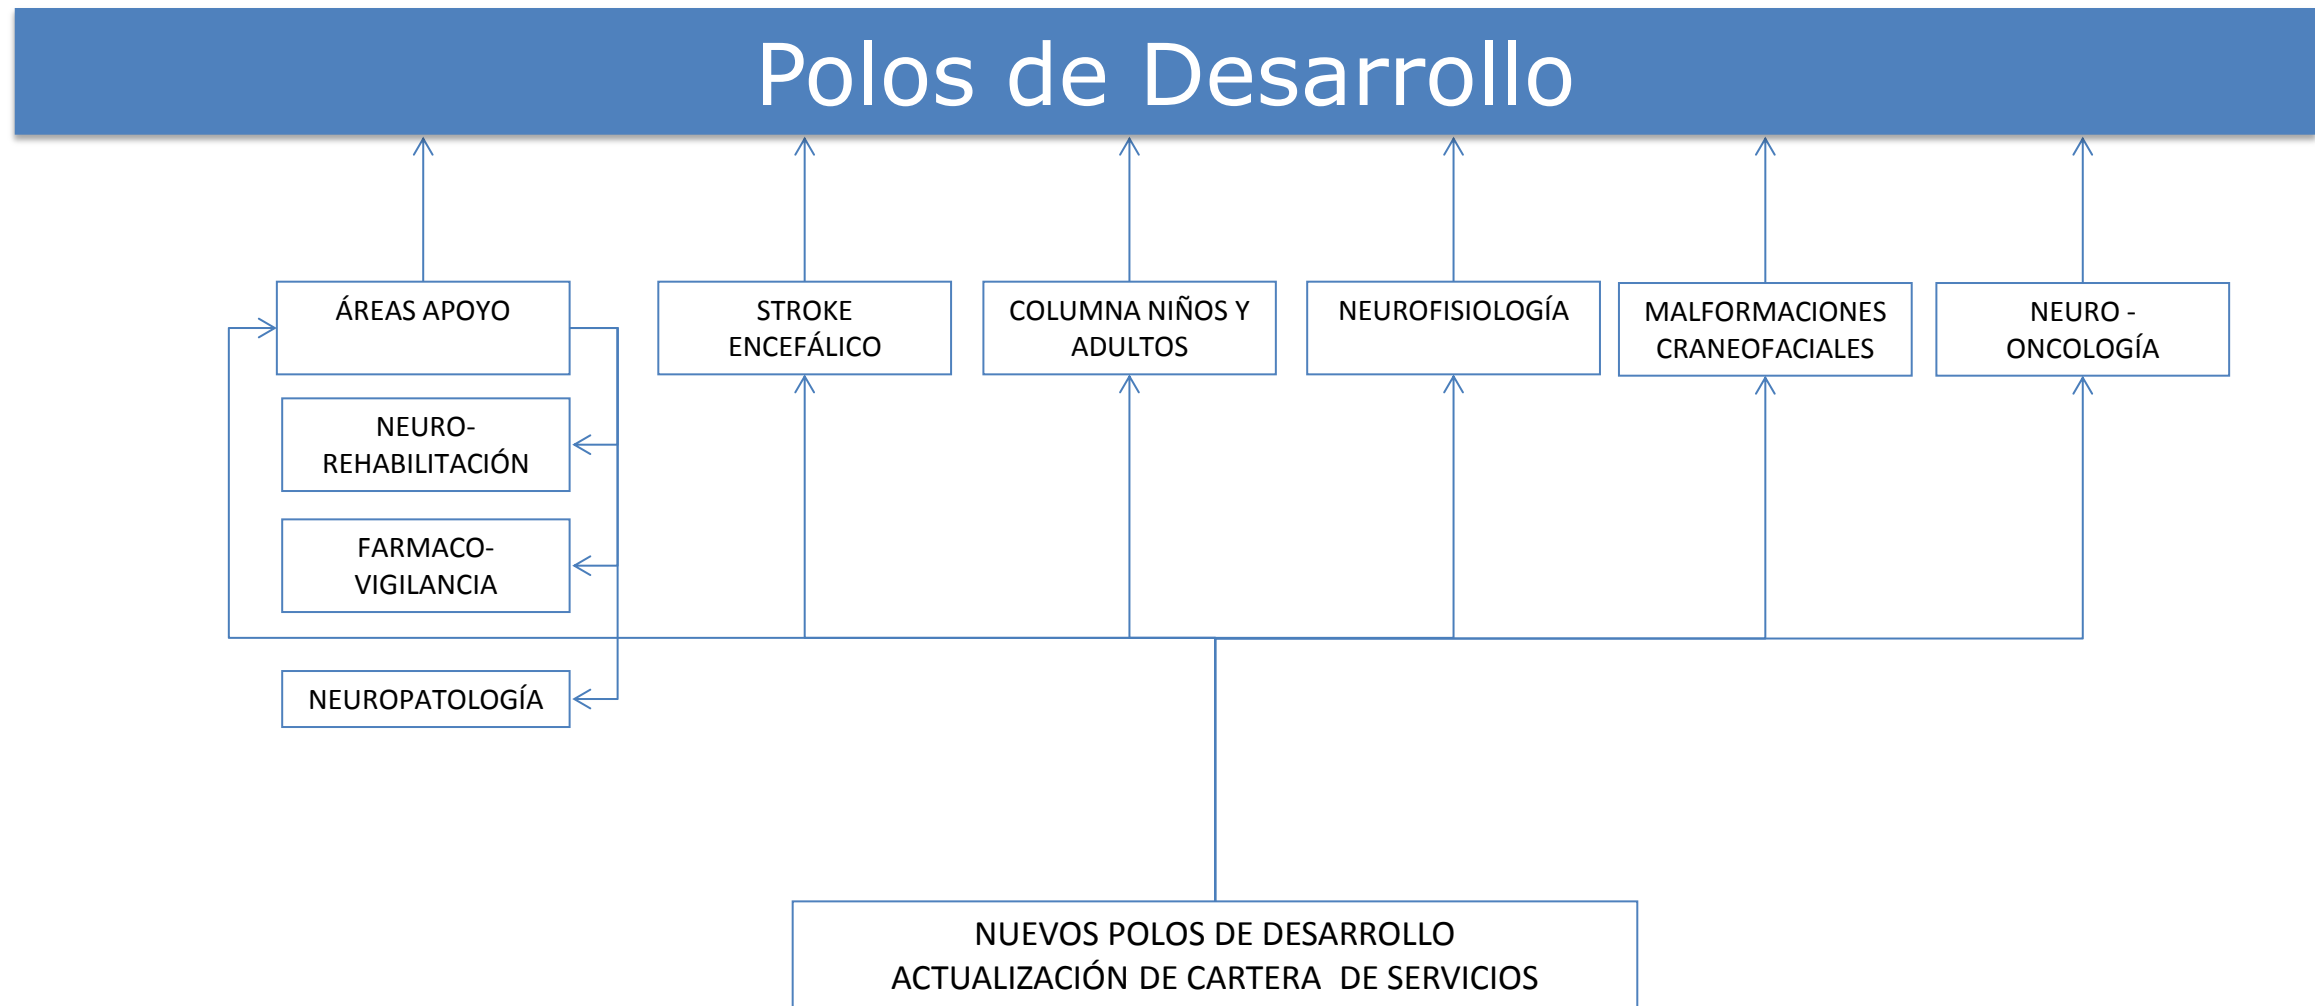 Polos de Desarrollo
ÁREAS APOYO
STROKE
ENCEFÁLICO
COLUMNA NIÑOS Y
ADULTOS
NEUROFISIOLOGÍA
MALFORMACIONES
CRANEOFACIALES
NEURO -
ONCOLOGÍA
NEURO-
REHABILITACIÓN
FARMACO-
VIGILANCIA
NEUROPATOLOGÍA
NUEVOS POLOS DE DESARROLLO
ACTUALIZACIÓN DE CARTERA  DE SERVICIOS